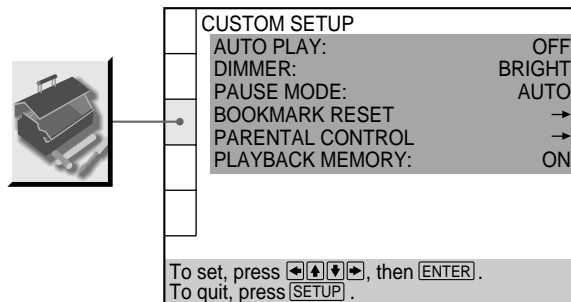 CUSTOM SETUP
AUTO PLAY: OFF
DIMMER: BRIGHT
PAUSE MODE: AUTO
BOOKMARK RESET →
PARENTAL CONTROL →
PLAYBACK MEMORY: ON
To set, press ←↑↓→, then ENTER.
To quit, press SETUP.